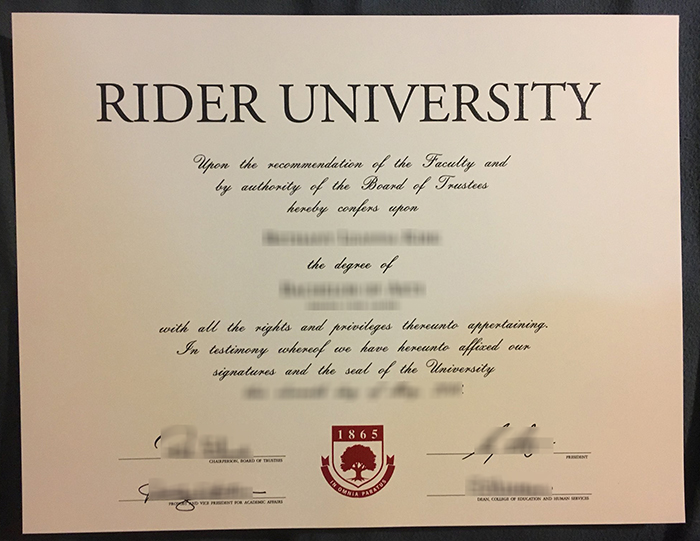 RIDER UNIVERSITY
Upon the recommendation of the Faculty and
by authority of the Board of Trustees
hereby confers upon
the degree of
with all the rights and privileges thereunto appertaining.
In testimony whereof we have hereunto affixed our
signatures and the seal of the University
CHAIRPERSON, BOARD OF TRUSTEES
PRESIDENT
1865
IN OMNIA PARATUS
AND VICE PRESIDENT FOR ACADEMIC AFFAIRS
DEAN, COLLEGE OF EDUCATION AND HUMAN SERVICES